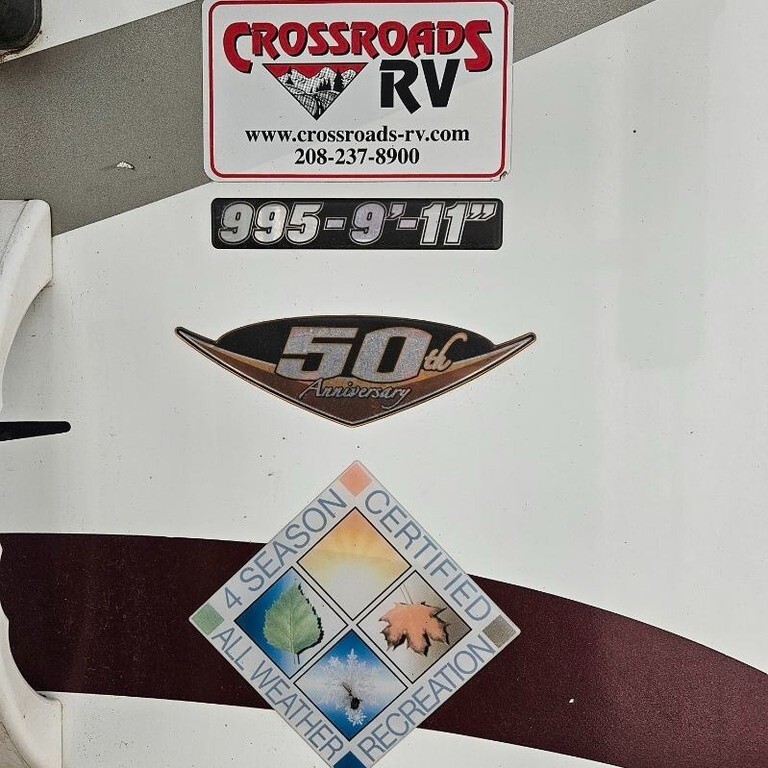 CROSSROADS
RV
www.crossroads-rv.com
208-237-8900
995-9'-11"
50th
Anniversary
4 SEASON
CERTIFIED
ALL WEATHER
RECREATION